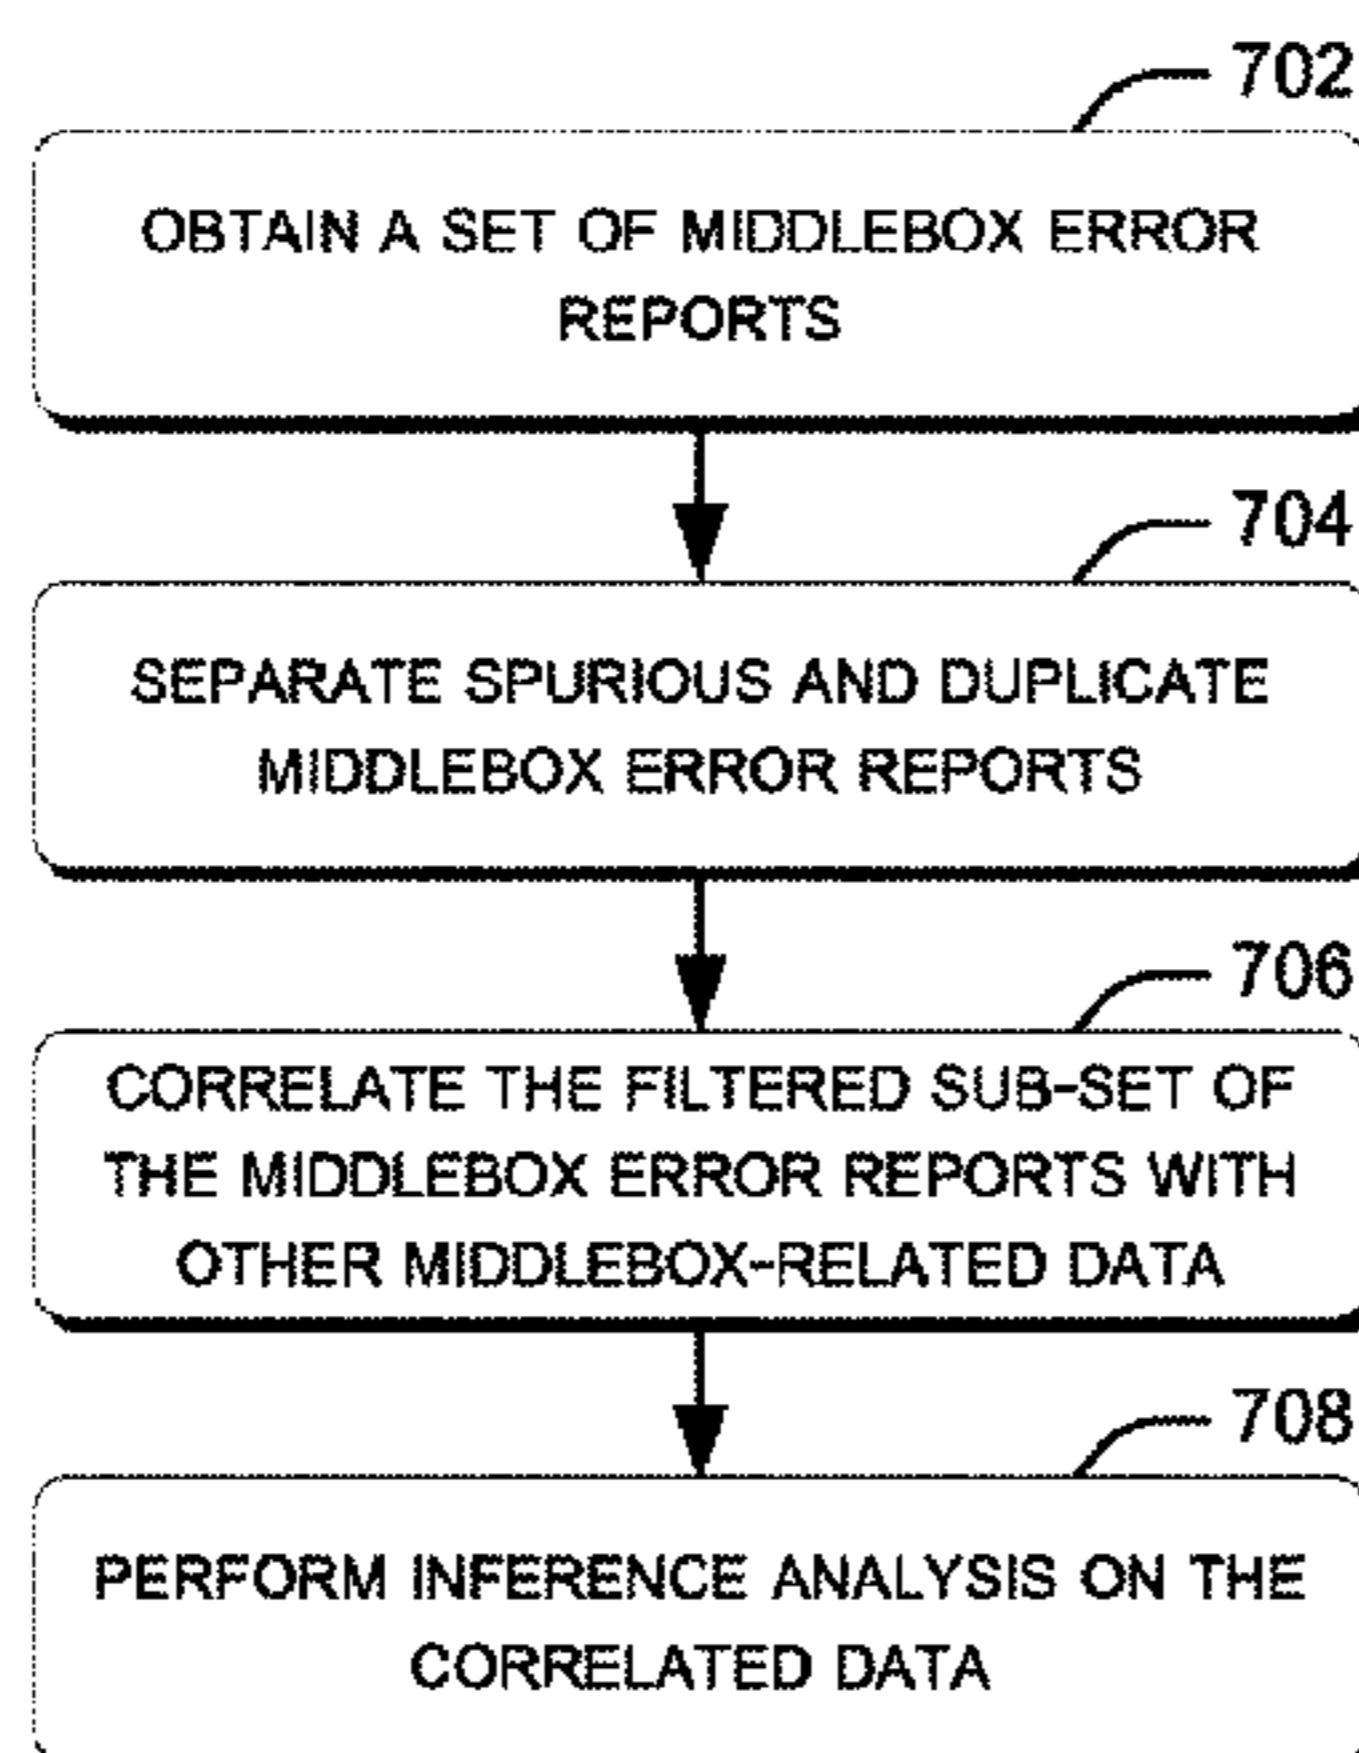 702
OBTAIN A SET OF MIDDLEBOX ERROR
REPORTS
704
SEPARATE SPURIOUS AND DUPLICATE
MIDDLEBOX ERROR REPORTS
706
CORRELATE THE FILTERED SUB-SET OF
THE MIDDLEBOX ERROR REPORTS WITH
OTHER MIDDLEBOX-RELATED DATA
708
PERFORM INFERENCE ANALYSIS ON THE
CORRELATED DATA